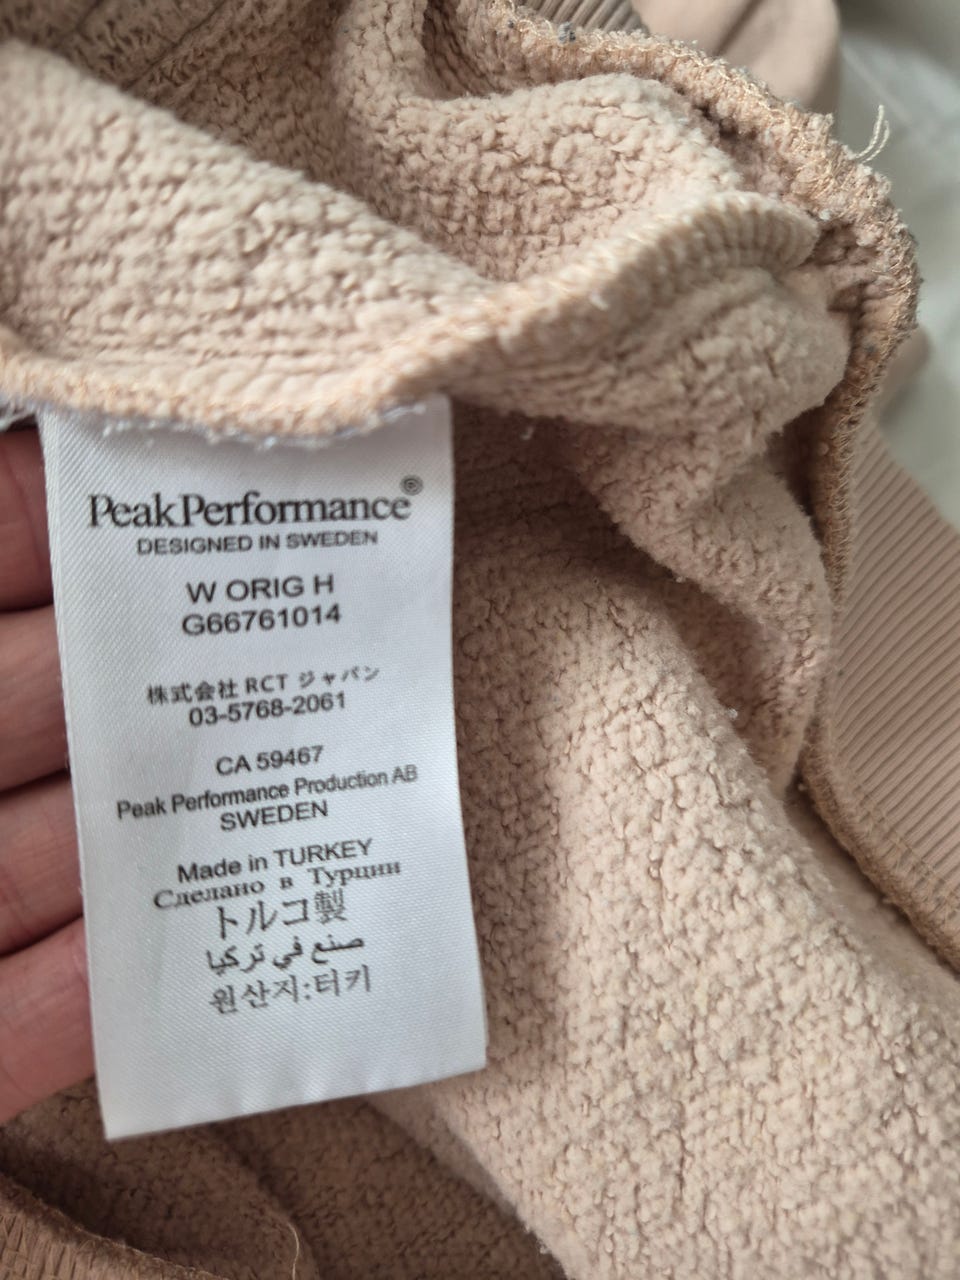 PeakPerformance®
DESIGNED IN SWEDEN
W ORIG H
G66761014
株式会社 RCT ジャパン
03-5768-2061
CA 59467
Peak Performance Production AB
SWEDEN
Made in TURKEY
Сделано в Турции
トルコ製
صنع في تركيا
원산지:터키